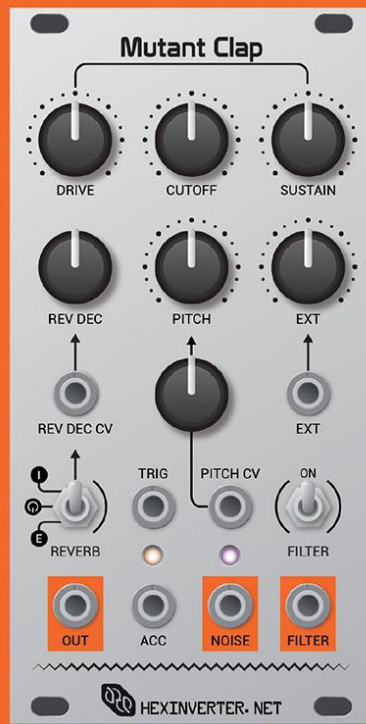 Mutant Clap
DRIVE CUTOFF SUSTAIN
REV DEC PITCH EXT
REV DEC CV EXT
TRIG PITCH CV ON
I
E
REVERB FILTER
OUT ACC NOISE FILTER
HEXINVERTER.NET